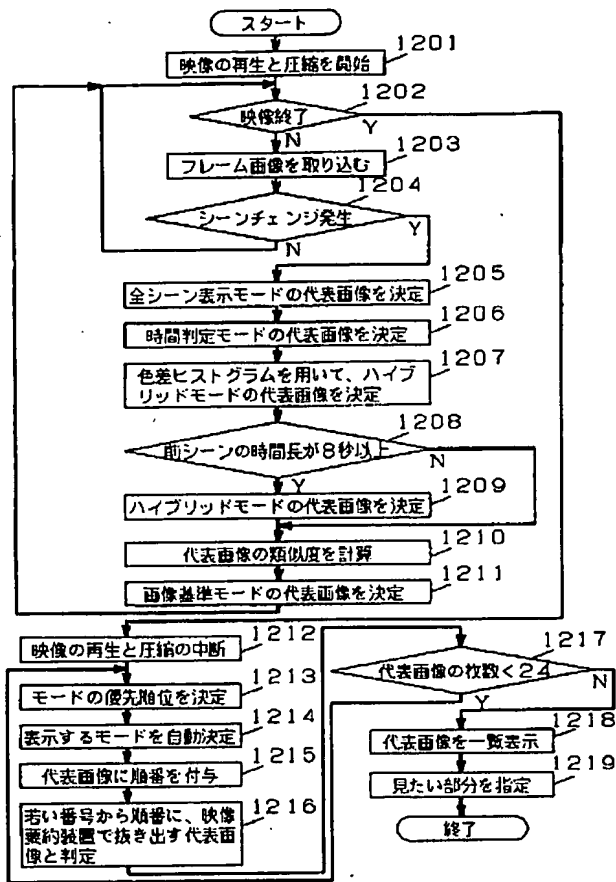 スタート
1201
映像の再生と圧縮を開始
1202
映像終了
Y
N
1203
フレーム画像を取り込む
1204
シーンチェンジ発生
Y
N
1205
全シーン表示モードの代表画像を決定
1206
時間判定モードの代表画像を決定
1207
色差ヒストグラムを用いて、ハイブ
リッドモードの代表画像を決定
1208
前シーンの時間長が8秒以上
N
Y
1209
ハイブリッドモードの代表画像を決定
1210
代表画像の類似度を計算
1211
画像基準モードの代表画像を決定
1212
映像の再生と圧縮の中断
1213
モードの優先順位を決定
1214
表示するモードを自動決定
1215
代表画像に順番を付与
1216
若い番号から順番に、映像
要約装置で抜き出す代表画
像と判定
1217
代表画像の枚数<24
N
Y
1218
代表画像を一覧表示
1219
見たい部分を指定
終了